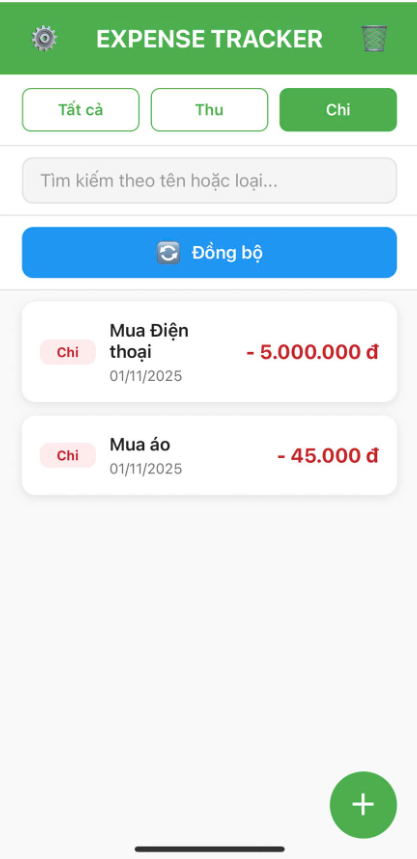 EXPENSE TRACKER
Tất cả
Thu
Chi
Tìm kiếm theo tên hoặc loại...
Đồng bộ
Chi
Mua Điện
thoại
01/11/2025
- 5.000.000 đ
Chi
Mua áo
01/11/2025
- 45.000 đ
+